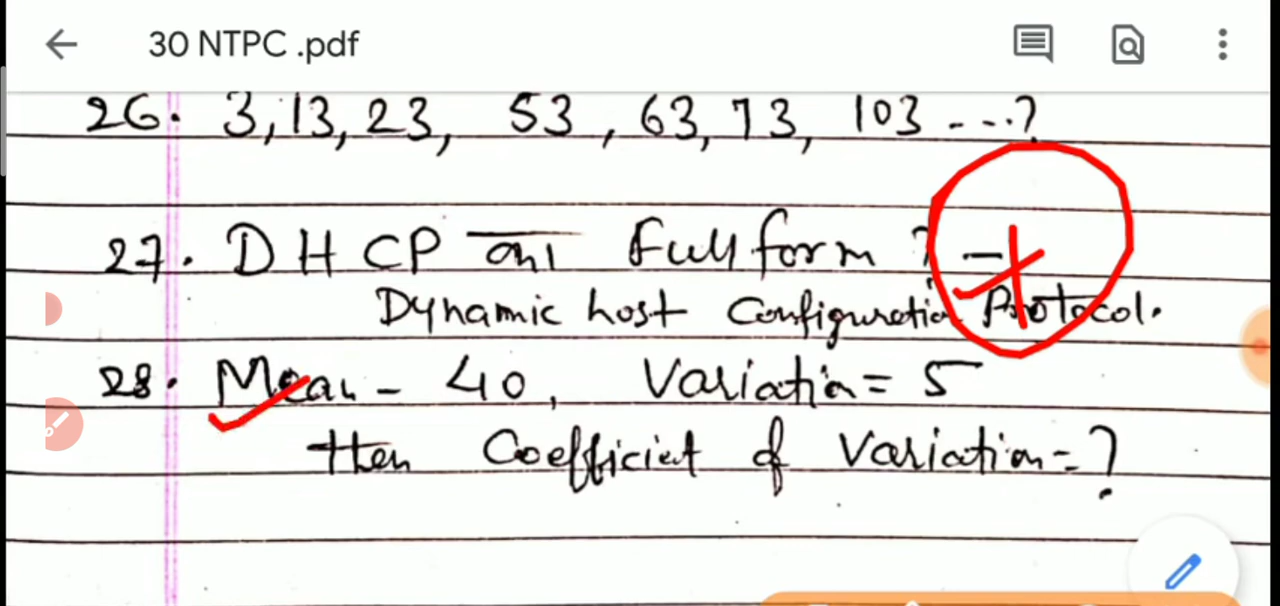 30 NTPC .pdf
26. 3, 13, 23, 53, 63, 73, 103 ---?
27. DHCP का Full form ? -
Dynamic host Configuration Protocol.
28. Mean - 40, Variatin = 5
then Coefficient of Variation = ?